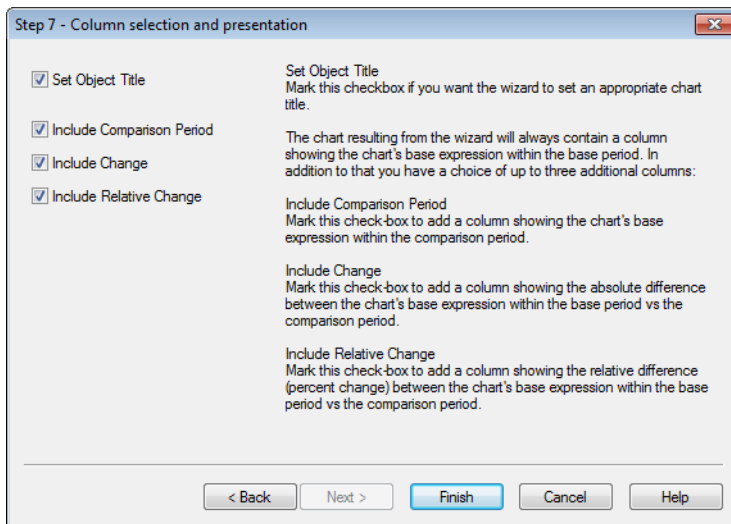 Step 7 - Column selection and presentation
Set Object Title
Include Comparison Period
Include Change
Include Relative Change
Set Object Title
Mark this checkbox if you want the wizard to set an appropriate chart
title.
The chart resulting from the wizard will always contain a column
showing the chart's base expression within the base period. In
addition to that you have a choice of up to three additional columns:
Include Comparison Period
Mark this check-box to add a column showing the chart's base
expression within the comparison period.
Include Change
Mark this check-box to add a column showing the absolute difference
between the chart's base expression within the base period vs the
comparison period.
Include Relative Change
Mark this check-box to add a column showing the relative difference
(percent change) between the chart's base expression within the base
period vs the comparison period.
< Back
Next >
Finish
Cancel
Help